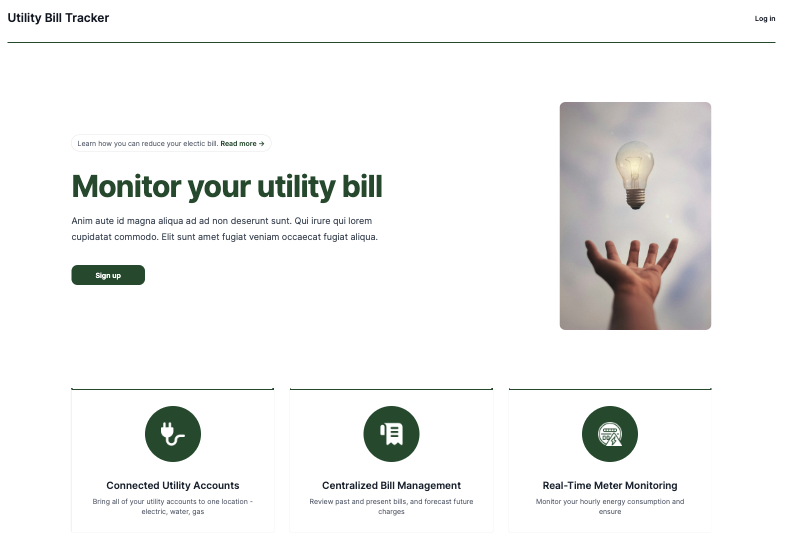 Utility Bill Tracker
Log in
Learn how you can reduce your electic bill. Read more →
Monitor your utility bill
Anim aute id magna aliqua ad ad non deserunt sunt. Qui irure qui lorem
cupidatat commodo. Elit sunt amet fugiat veniam occaecat fugiat aliqua.
Sign up
Connected Utility Accounts
Bring all of your utility accounts to one location -
electric, water, gas
Centralized Bill Management
Review past and present bills, and forecast future
charges
Real-Time Meter Monitoring
Monitor your hourly energy consumption and
ensure